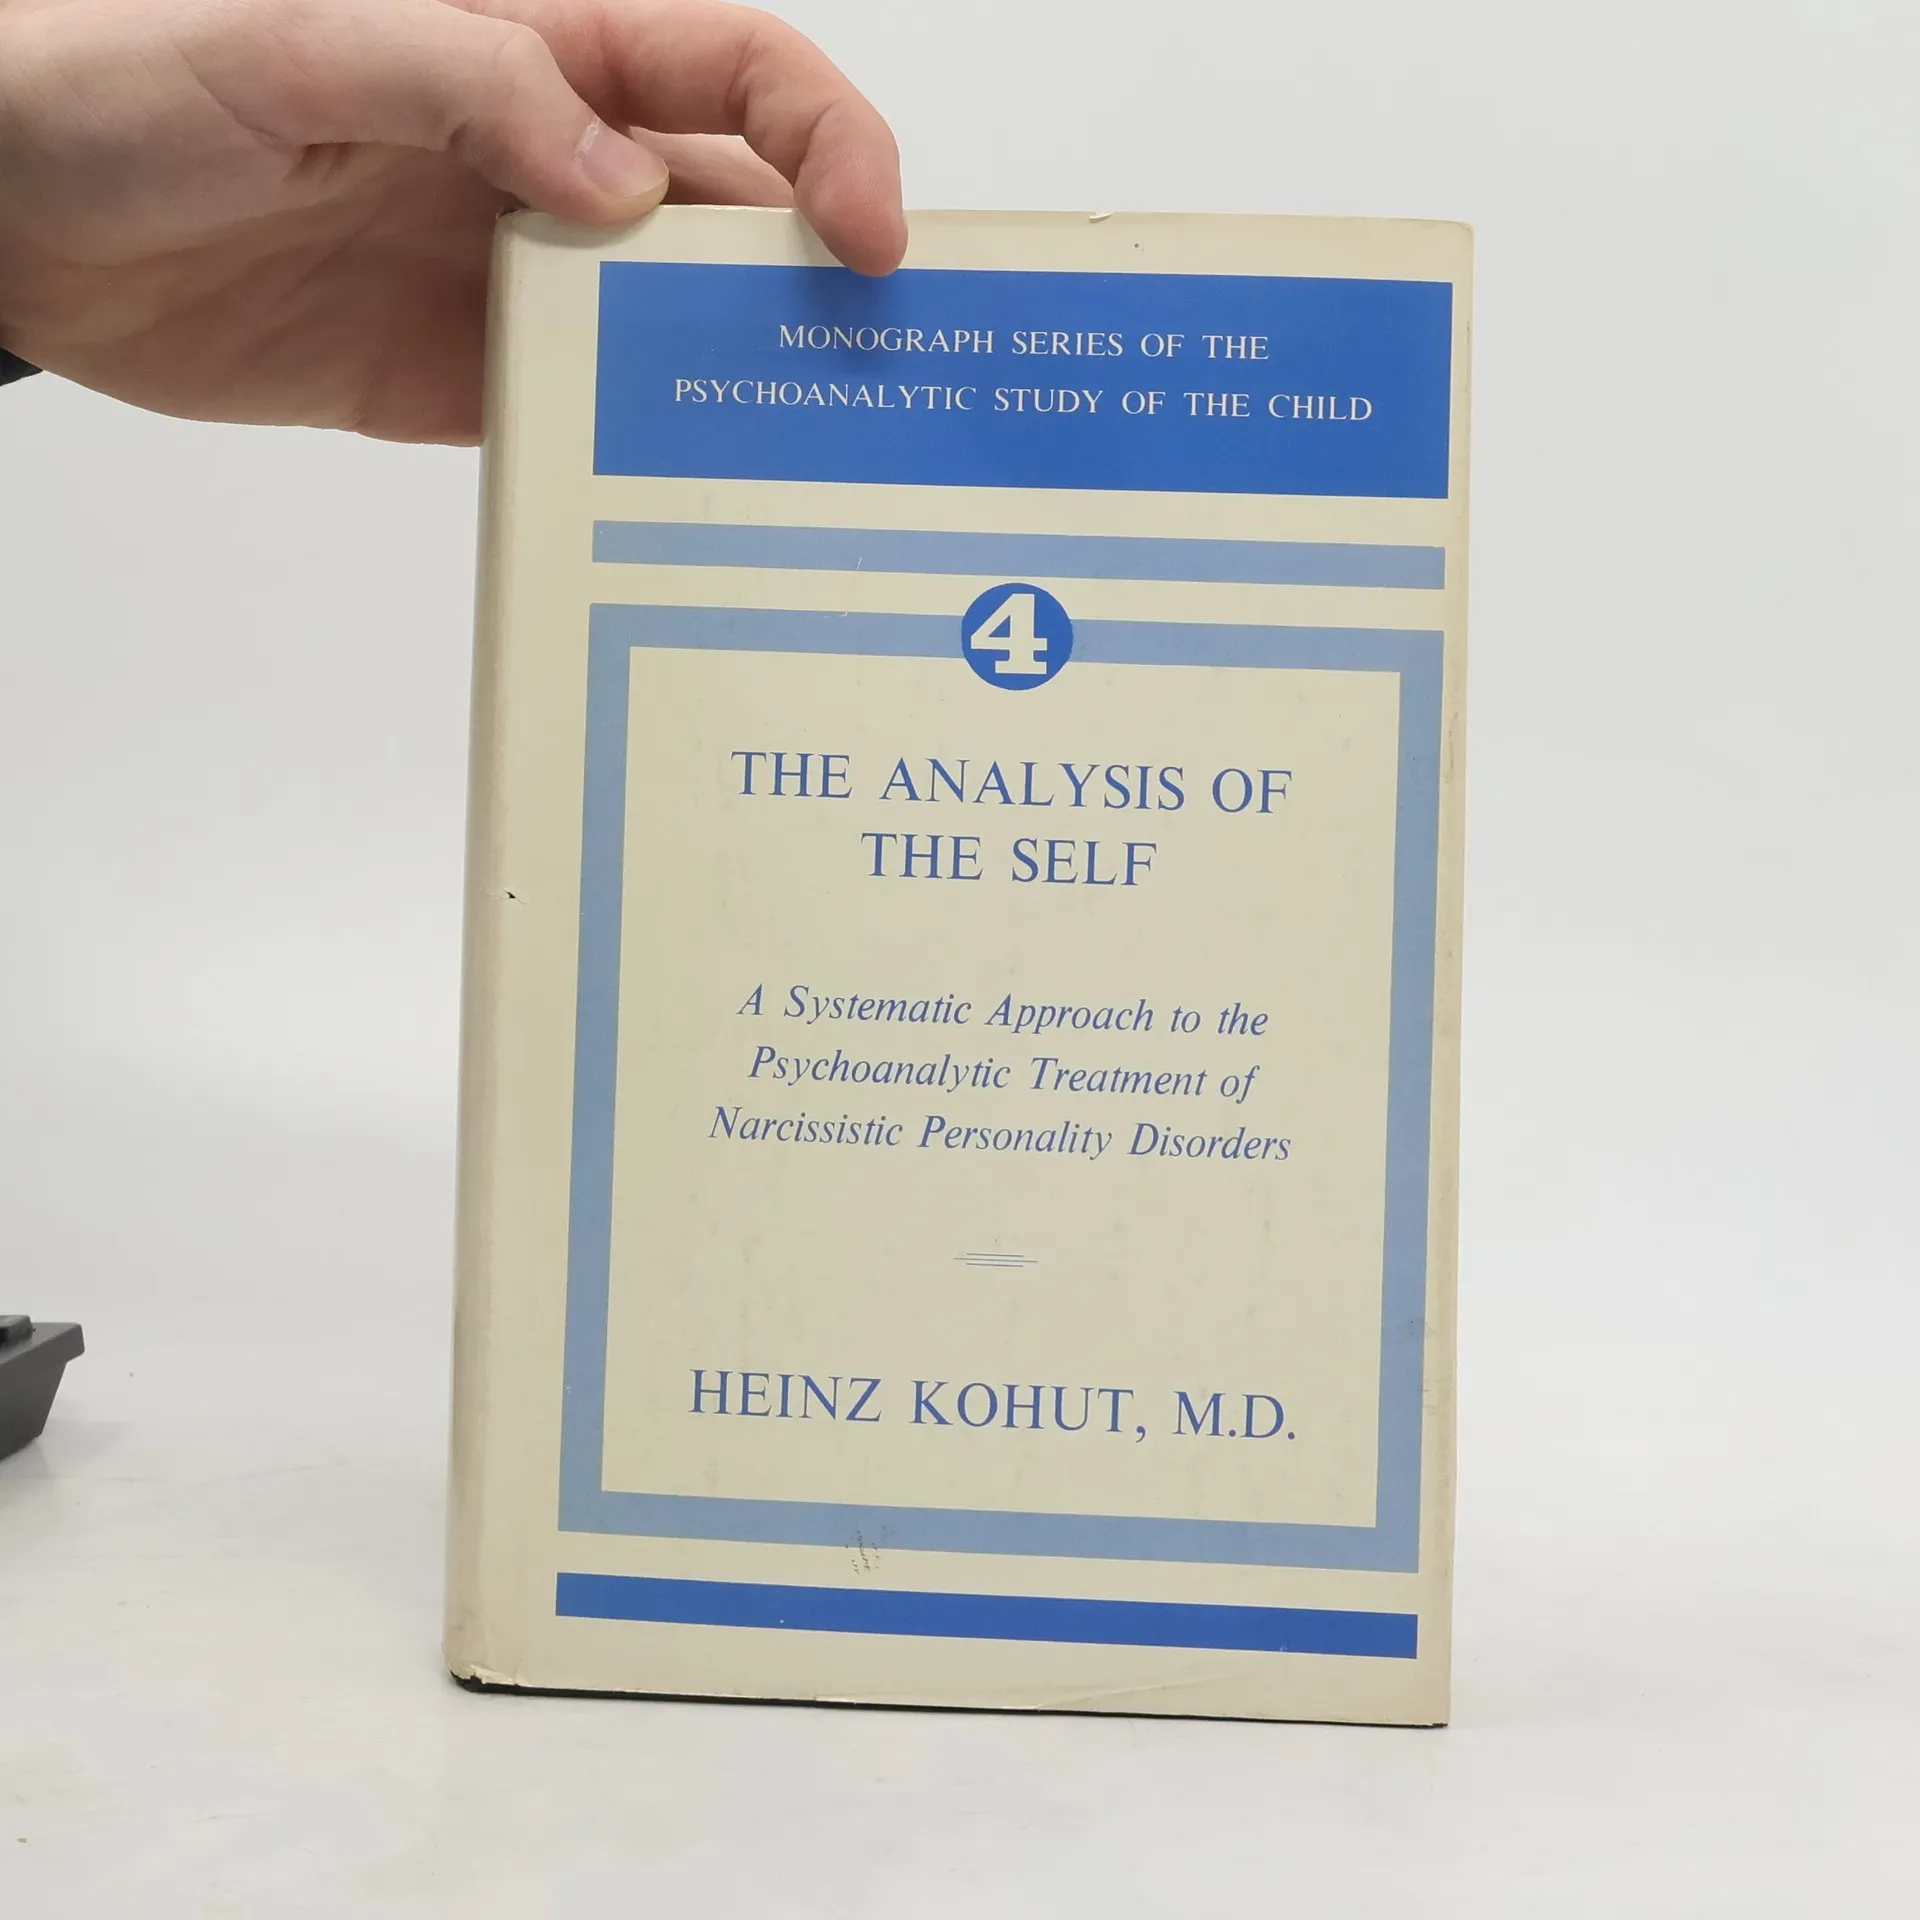 MONOGRAPH SERIES OF THE
PSYCHOANALYTIC STUDY OF THE CHILD
4
THE ANALYSIS OF
THE SELF
A Systematic Approach to the
Psychoanalytic Treatment of
Narcissistic Personality Disorders
HEINZ KOHUT, M.D.